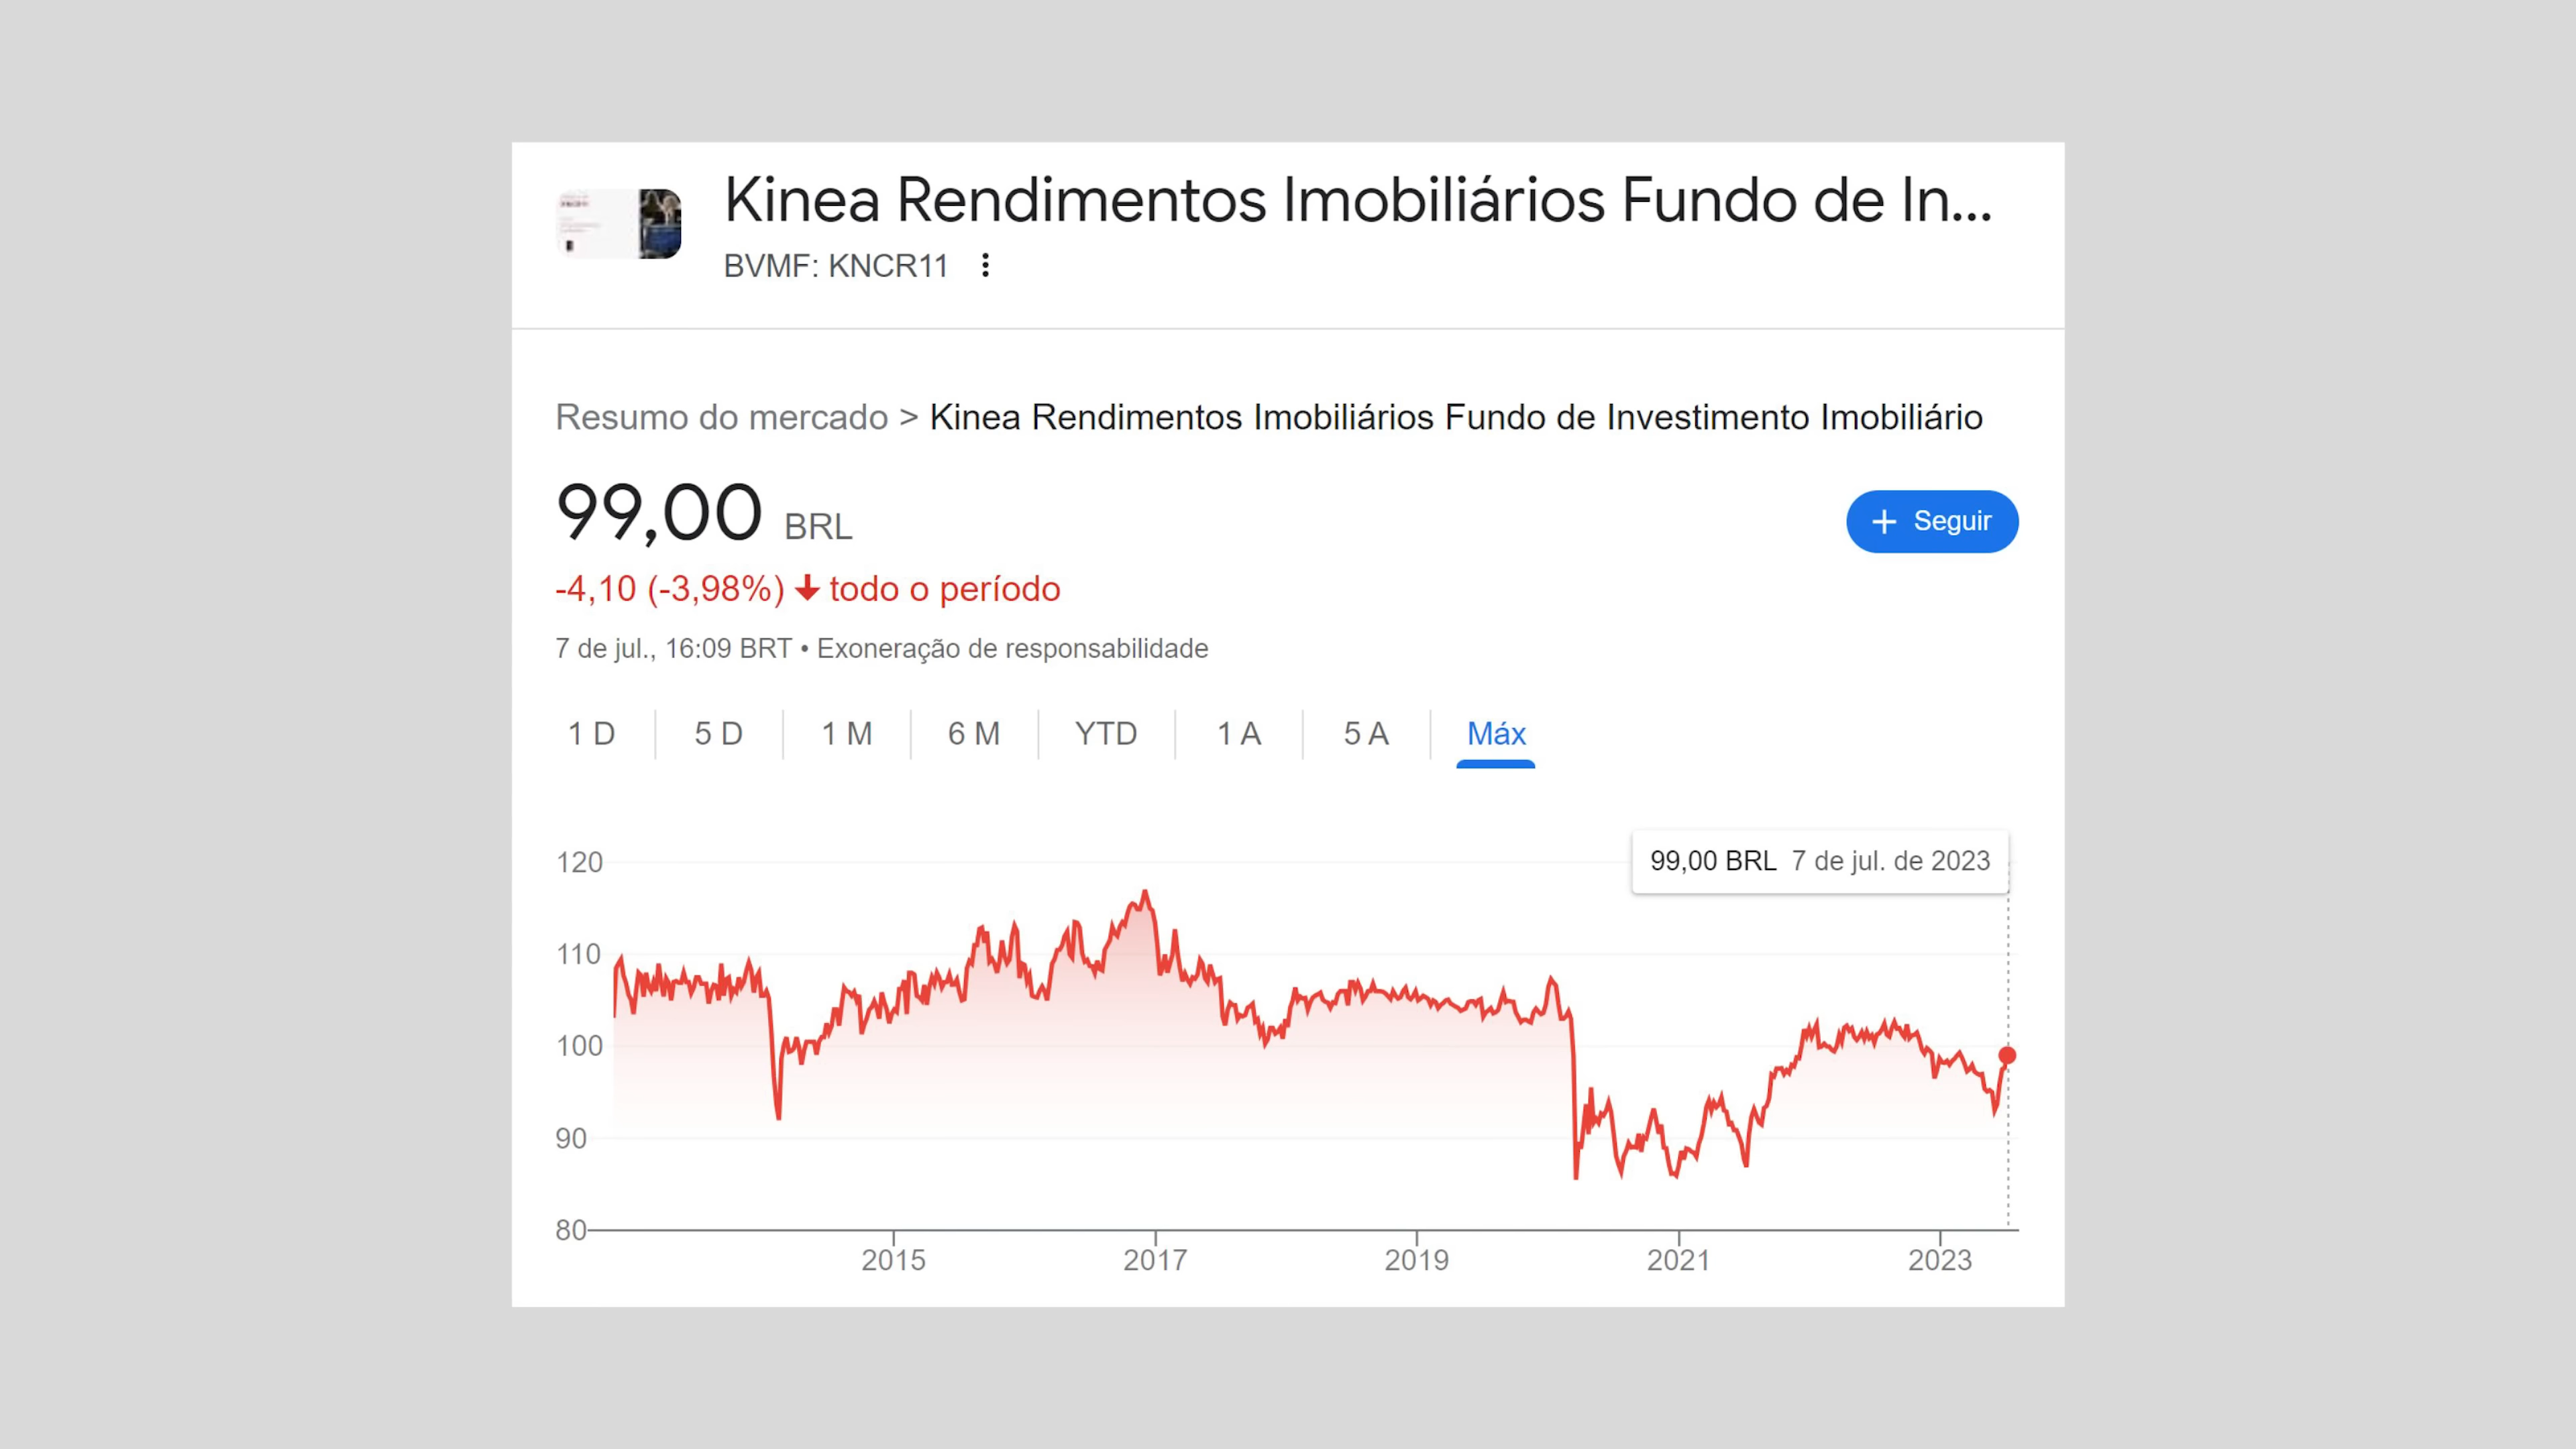 Kinea Rendimentos Imobiliários Fundo de In...
BVMF: KNCR11
Resumo do mercado > Kinea Rendimentos Imobiliários Fundo de Investimento Imobiliário
99,00 BRL
+ Seguir
-4,10 (-3,98%) ↓ todo o período
7 de jul., 16:09 BRT • Exoneração de responsabilidade
1 D 5 D 1 M 6 M YTD 1 A 5 A Máx
99,00 BRL 7 de jul. de 2023
120
110
100
90
80
2015 2017 2019 2021 2023